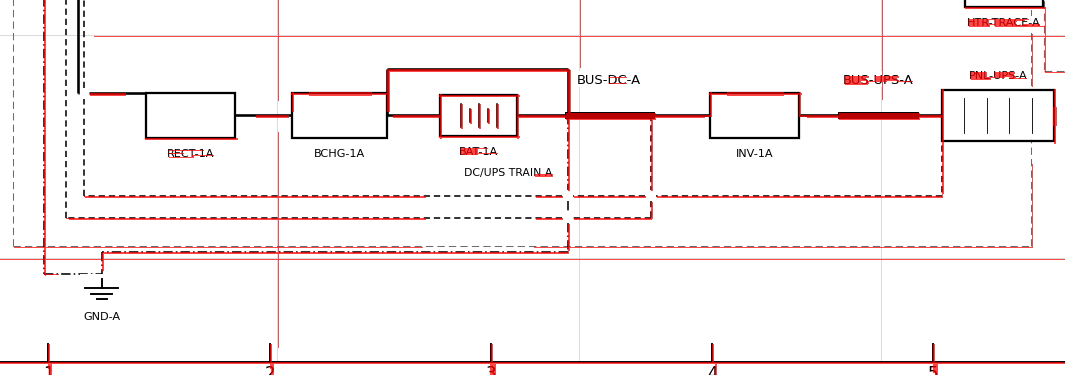 HTR-TRACE-A
BUS-DC-A
BUS-UPS-A
PNL-UPS-A
RECT-1A
BCHG-1A
BAT-1A
INV-1A
DC/UPS TRAIN A
GND-A
1 2 3 4 5